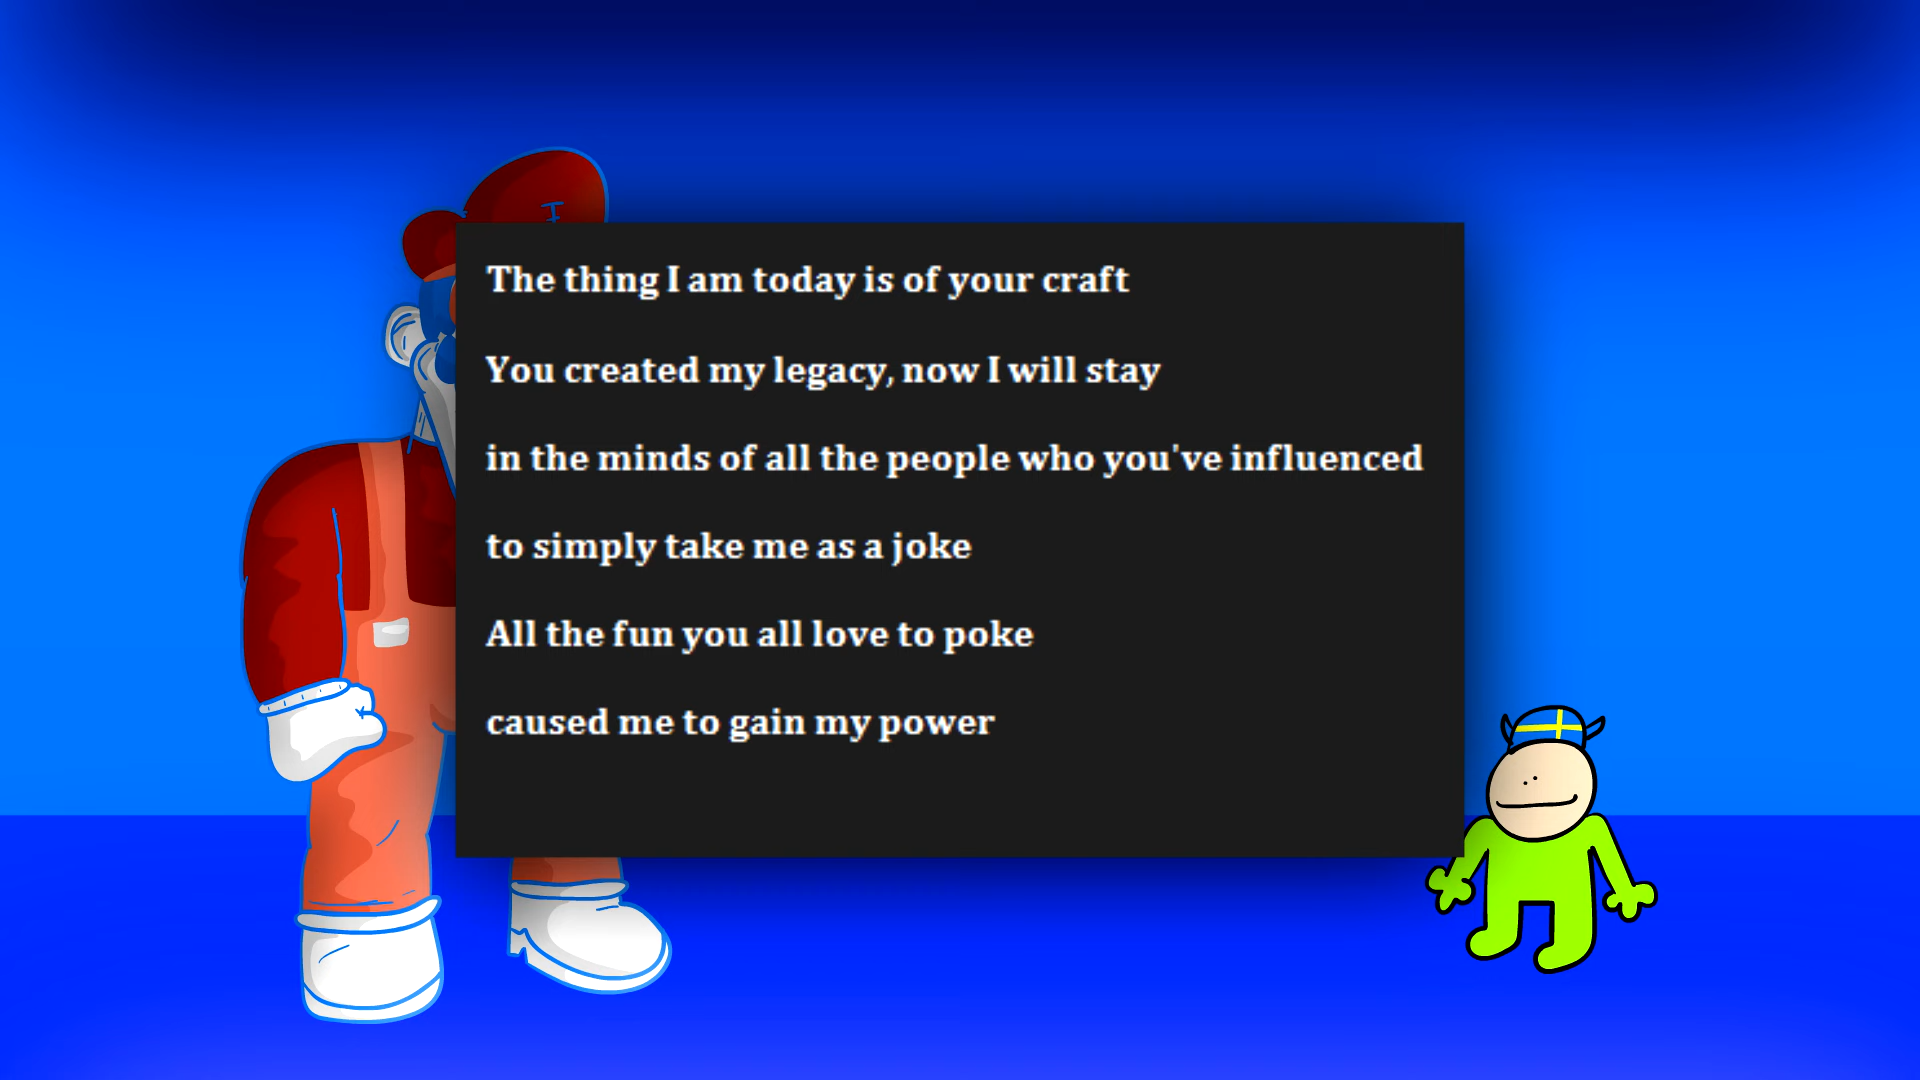 I
The thing I am today is of your craft
You created my legacy, now I will stay
in the minds of all the people who you've influenced
to simply take me as a joke
All the fun you all love to poke
caused me to gain my power